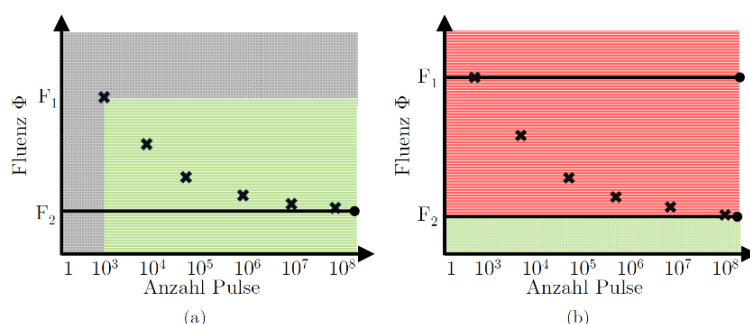 Fluenz Φ
F₁
F₂
1 10³ 10⁴ 10⁵ 10⁶ 10⁷ 10⁸
Anzahl Pulse
(a)
Fluenz Φ
F₁
F₂
1 10³ 10⁴ 10⁵ 10⁶ 10⁷ 10⁸
Anzahl Pulse
(b)